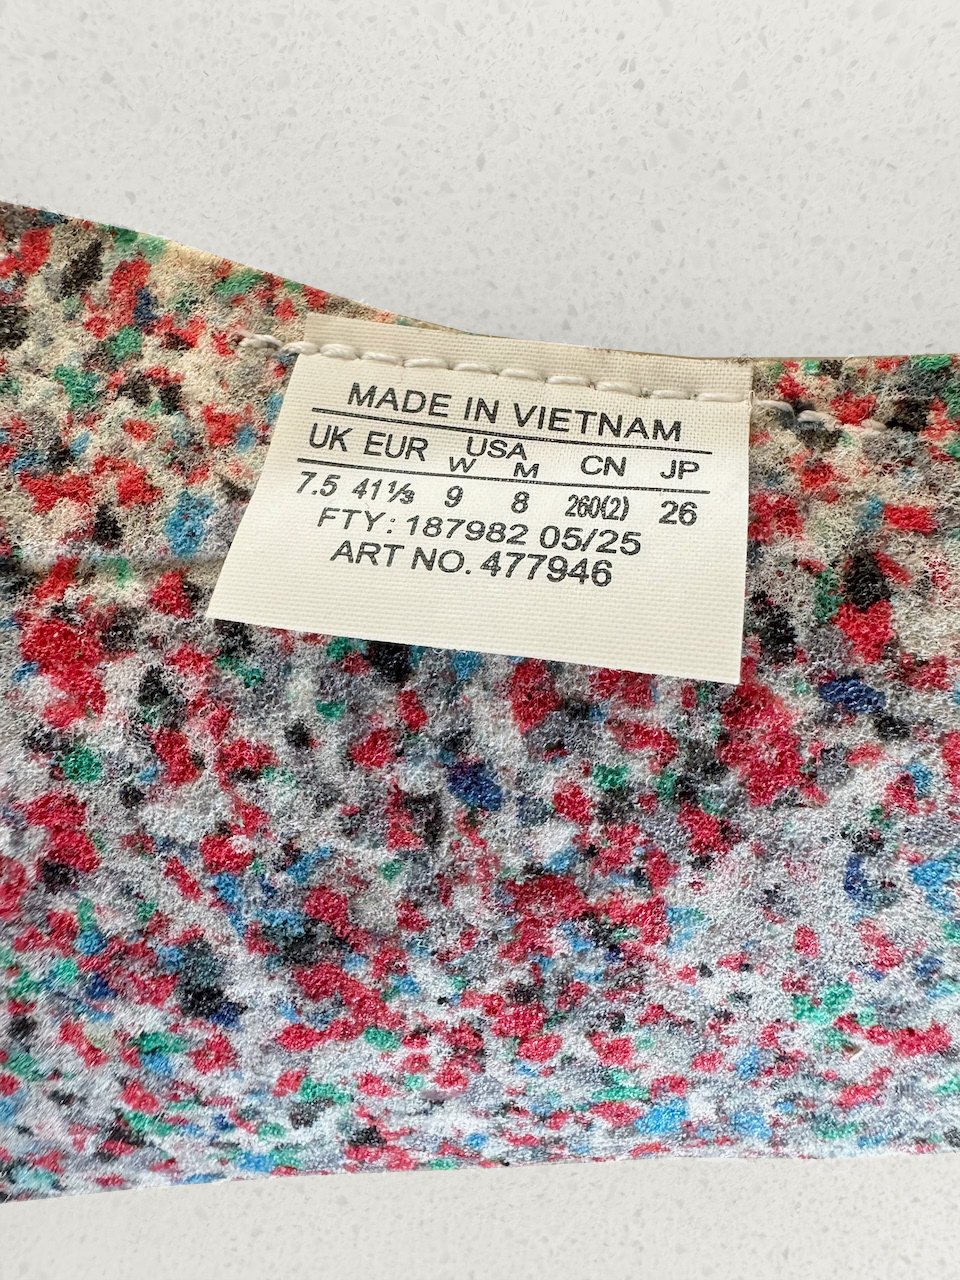 MADE IN VIETNAM
UK EUR USA CN JP
W M
7.5 41⅓ 9 8 260(2) 26
FTY: 187982 05/25
ART NO. 477946